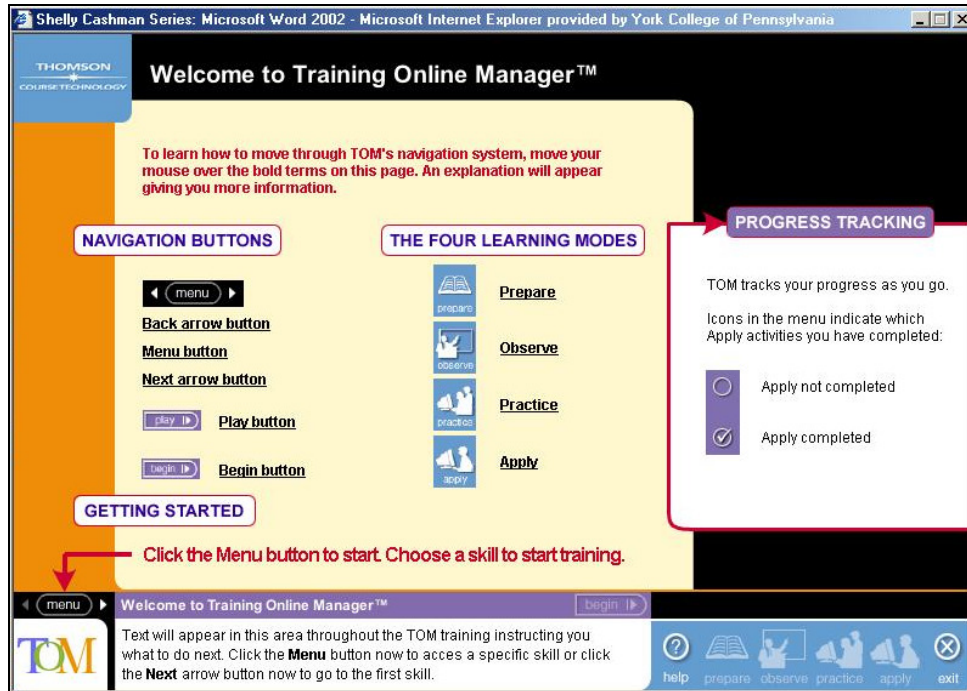 Shelly Cashman Series: Microsoft Word 2002 - Microsoft Internet Explorer provided by York College of Pennsylvania
THOMSON
COURSE TECHNOLOGY
Welcome to Training Online Manager™
To learn how to move through TOM's navigation system, move your
mouse over the bold terms on this page. An explanation will appear
giving you more information.
NAVIGATION BUTTONS
menu
Back arrow button
Menu button
Next arrow button
play
Play button
begin
Begin button
THE FOUR LEARNING MODES
prepare
Prepare
observe
Observe
practice
Practice
apply
Apply
PROGRESS TRACKING
TOM tracks your progress as you go.
Icons in the menu indicate which
Apply activities you have completed:
Apply not completed
Apply completed
GETTING STARTED
Click the Menu button to start. Choose a skill to start training.
menu
Welcome to Training Online Manager™
begin
TOM
Text will appear in this area throughout the TOM training instructing you
what to do next. Click the Menu button now to acces a specific skill or click
the Next arrow button now to go to the first skill.
help prepare observe practice apply exit